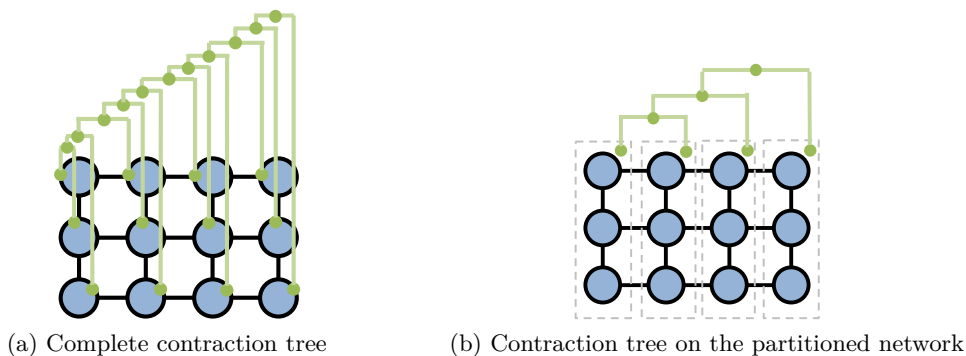 (a) Complete contraction tree
(b) Contraction tree on the partitioned network